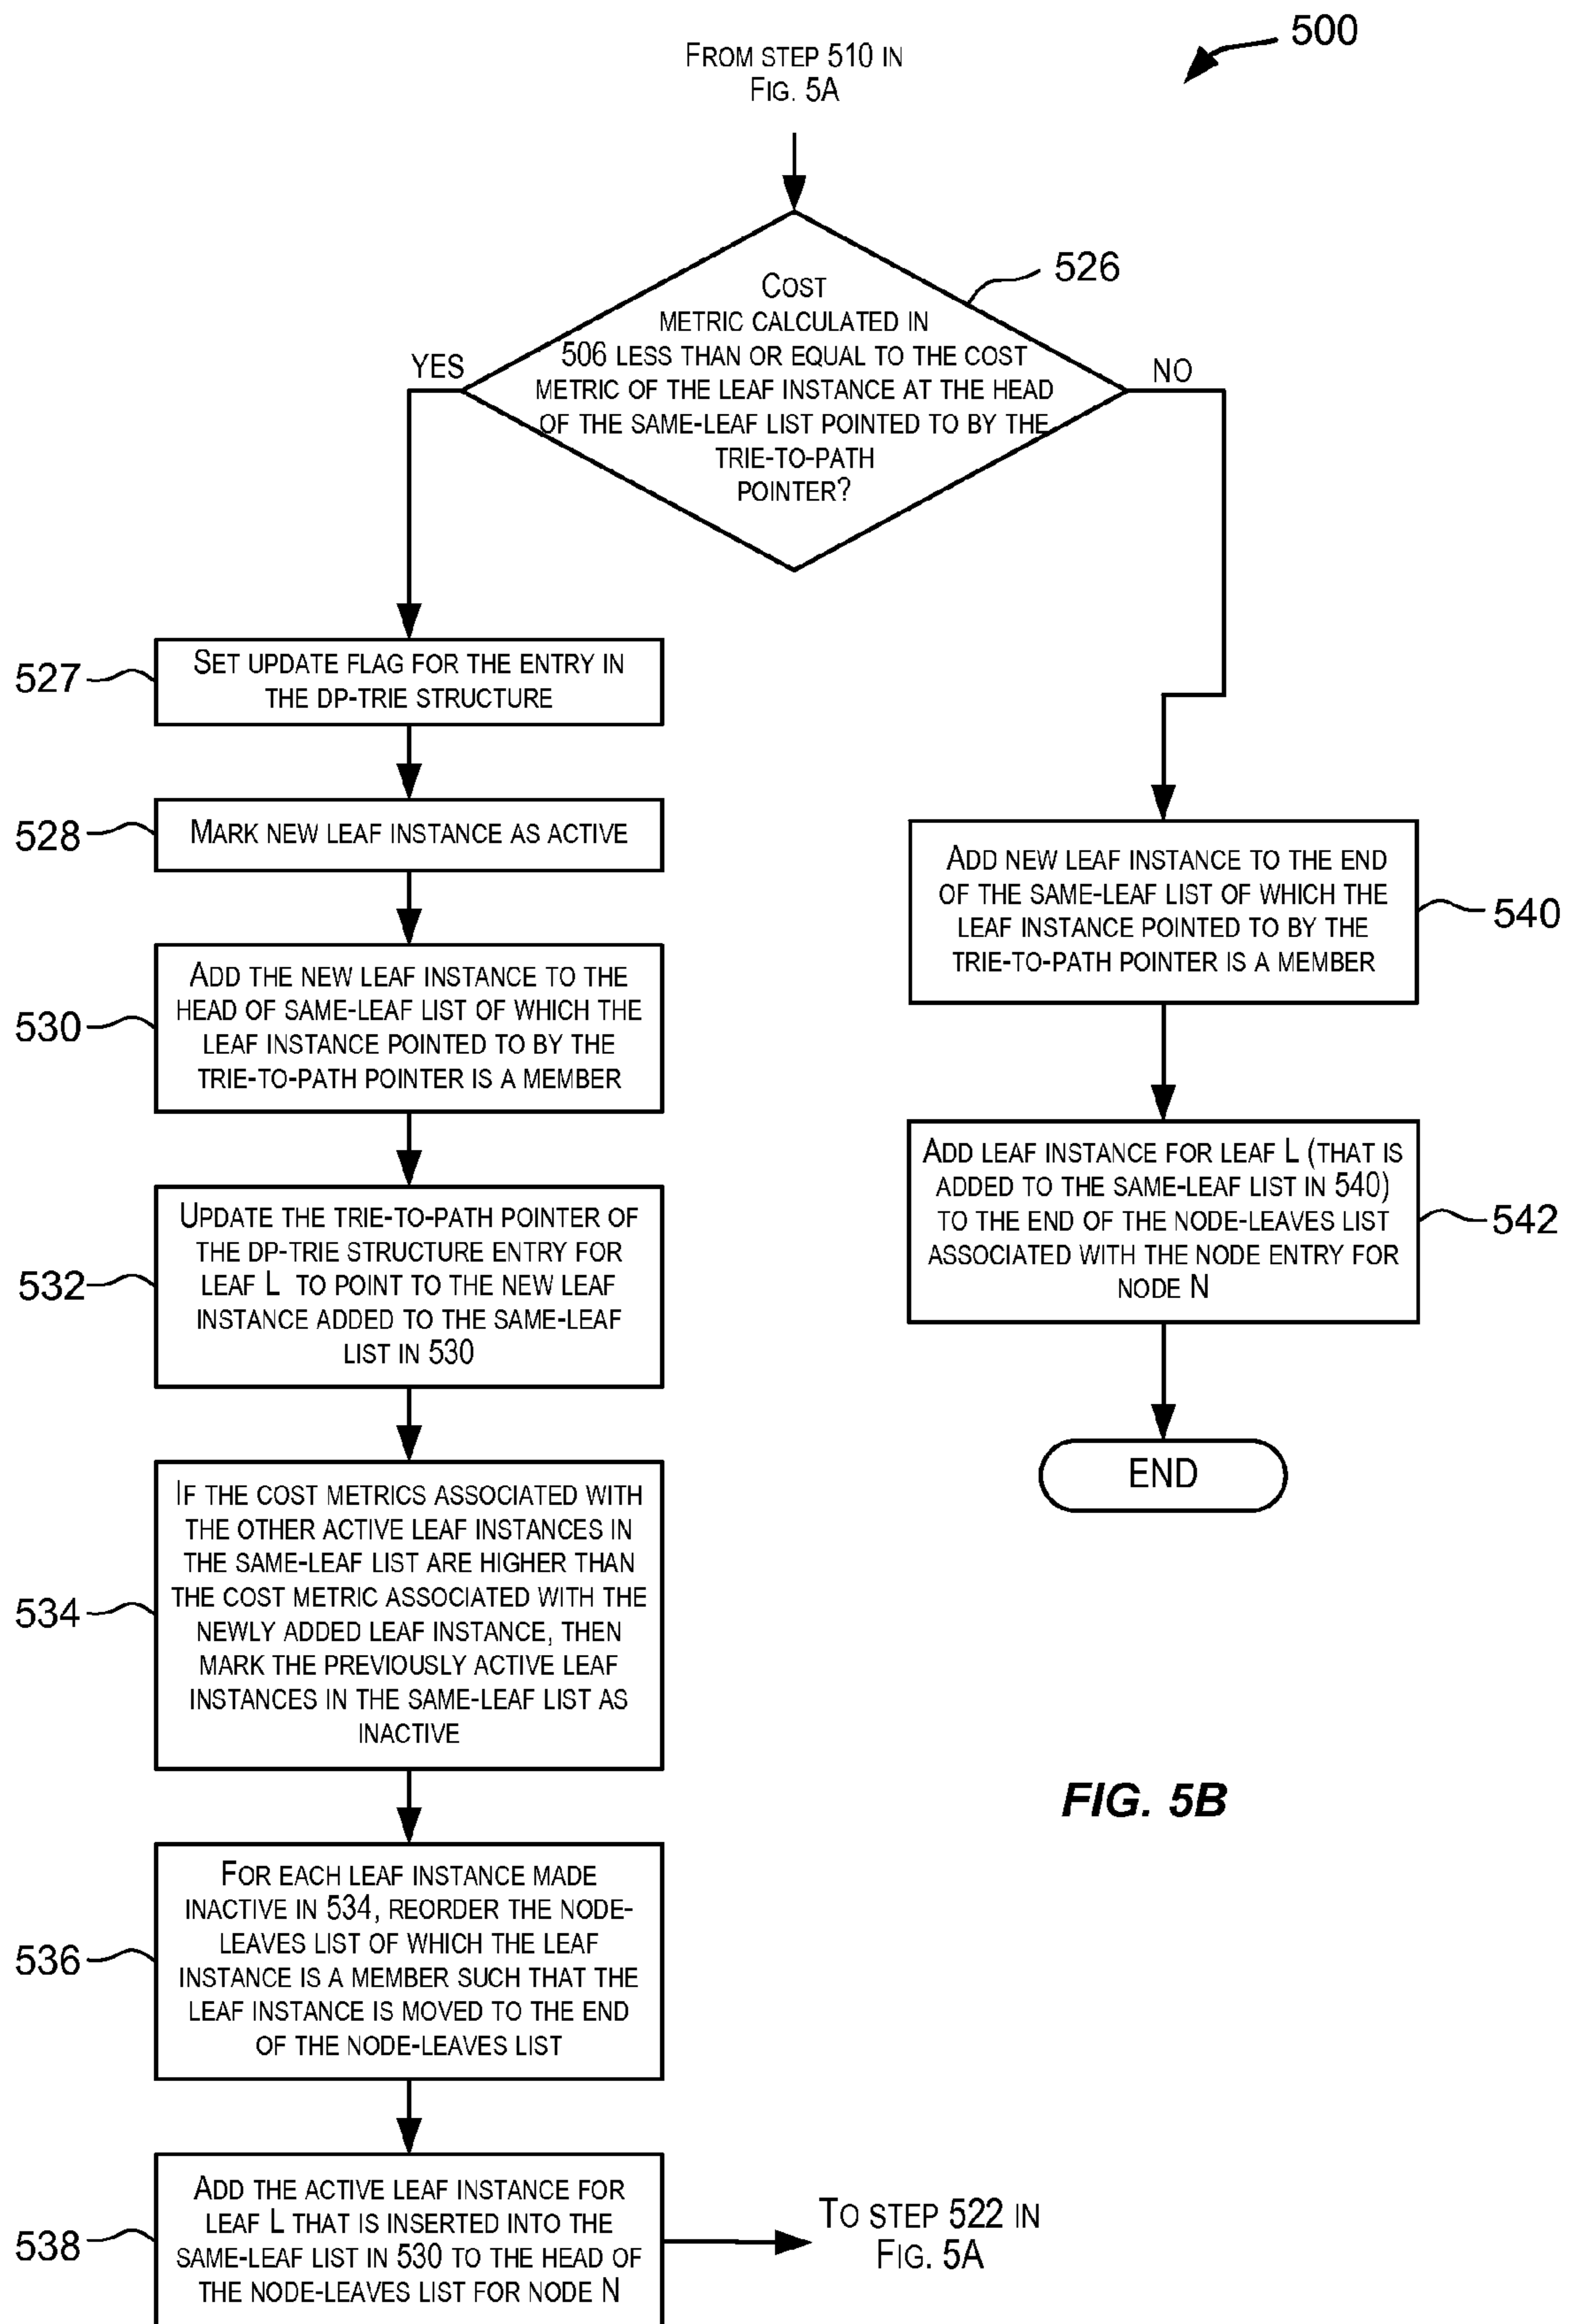 500
From step 510 in
Fig. 5A
526
Cost
metric calculated in
506 less than or equal to the cost
metric of the leaf instance at the head
of the same-leaf list pointed to by the
trie-to-path
pointer?
YES
NO
527
Set update flag for the entry in
the DP-trie structure
528
Mark new leaf instance as active
530
Add the new leaf instance to the
head of same-leaf list of which the
leaf instance pointed to by the
trie-to-path pointer is a member
532
Update the trie-to-path pointer of
the DP-trie structure entry for
leaf L to point to the new leaf
instance added to the same-leaf
list in 530
534
If the cost metrics associated with
the other active leaf instances in
the same-leaf list are higher than
the cost metric associated with the
newly added leaf instance, then
mark the previously active leaf
instances in the same-leaf list as
inactive
536
For each leaf instance made
inactive in 534, reorder the node-
leaves list of which the leaf
instance is a member such that the
leaf instance is moved to the end
of the node-leaves list
538
Add the active leaf instance for
leaf L that is inserted into the
same-leaf list in 530 to the head of
the node-leaves list for node N
To step 522 in
Fig. 5A
Add new leaf instance to the end
of the same-leaf list of which the
leaf instance pointed to by the
trie-to-path pointer is a member
540
Add leaf instance for leaf L (that is
added to the same-leaf list in 540)
to the end of the node-leaves list
associated with the node entry for
node N
542
END
FIG. 5B